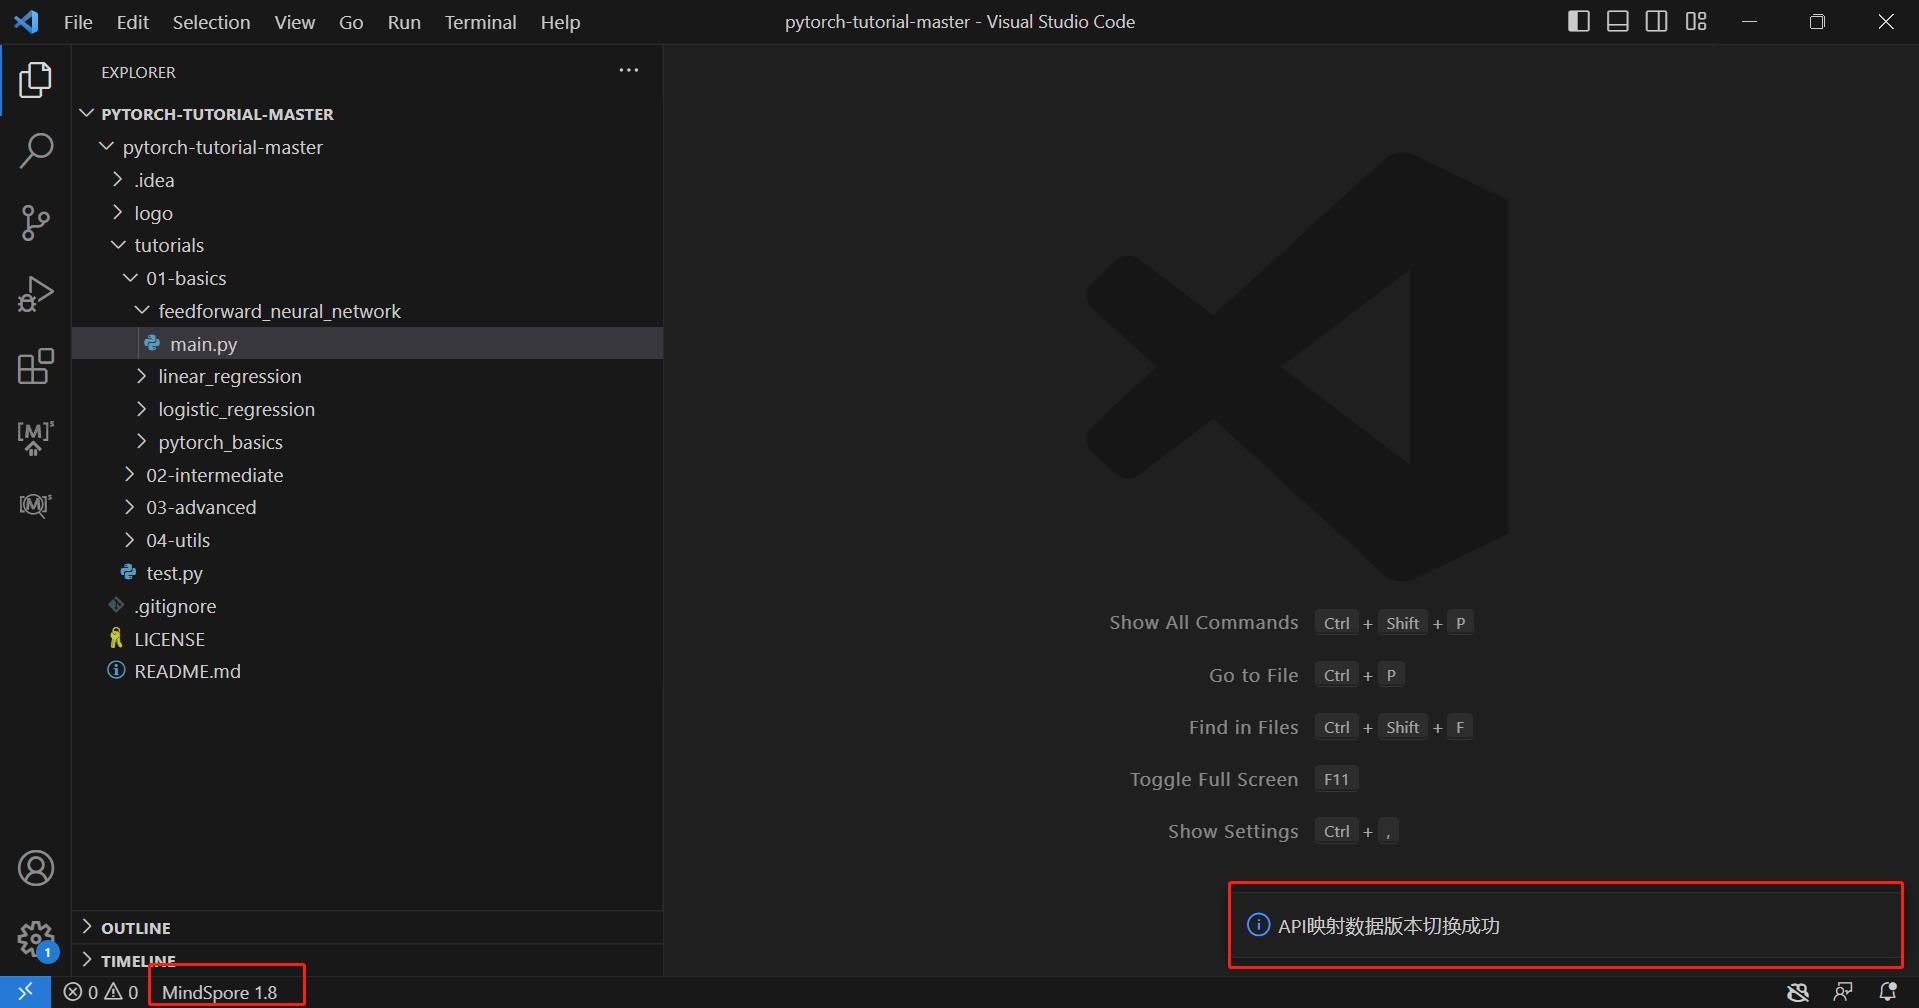 File Edit Selection View Go Run Terminal Help
pytorch-tutorial-master - Visual Studio Code
EXPLORER
PYTORCH-TUTORIAL-MASTER
pytorch-tutorial-master
.idea
logo
tutorials
01-basics
feedforward_neural_network
main.py
linear_regression
logistic_regression
pytorch_basics
02-intermediate
03-advanced
04-utils
test.py
.gitignore
LICENSE
README.md
OUTLINE
TIMELINE
[M]s
[M]s
1
Show All Commands Ctrl + Shift + P
Go to File Ctrl + P
Find in Files Ctrl + Shift + F
Toggle Full Screen F11
Show Settings Ctrl + ,
API映射数据版本切换成功
0 0 MindSpore 1.8